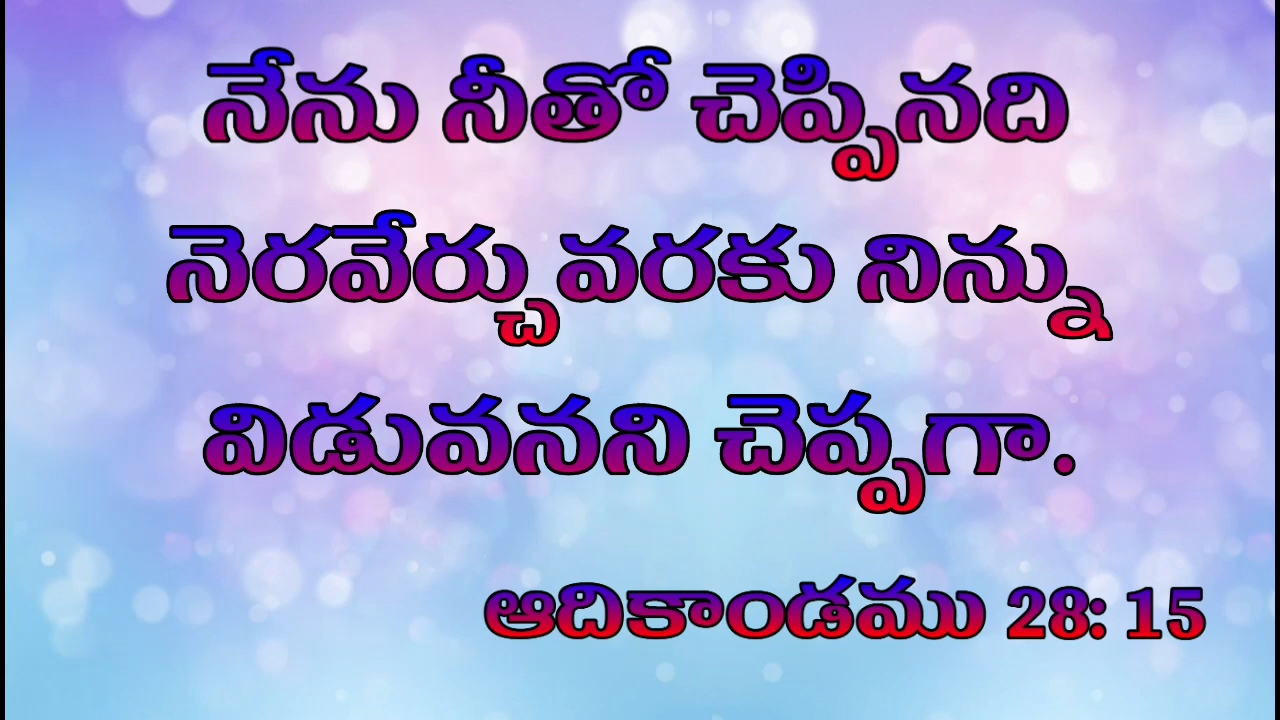 నేను నీతో చెప్పినది
నెరవేర్చువరకు నిన్ను
విడువనని చెప్పగా.
ఆదికాండము 28: 15